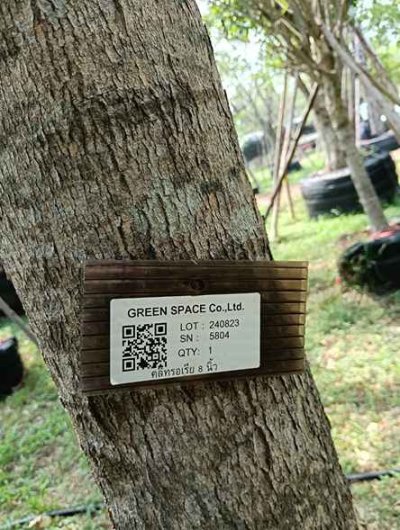 GREEN SPACE Co.,Ltd.
LOT : 240823
SN : 5804
QTY: 1
คลทรอเรีย 8 นิ้ว